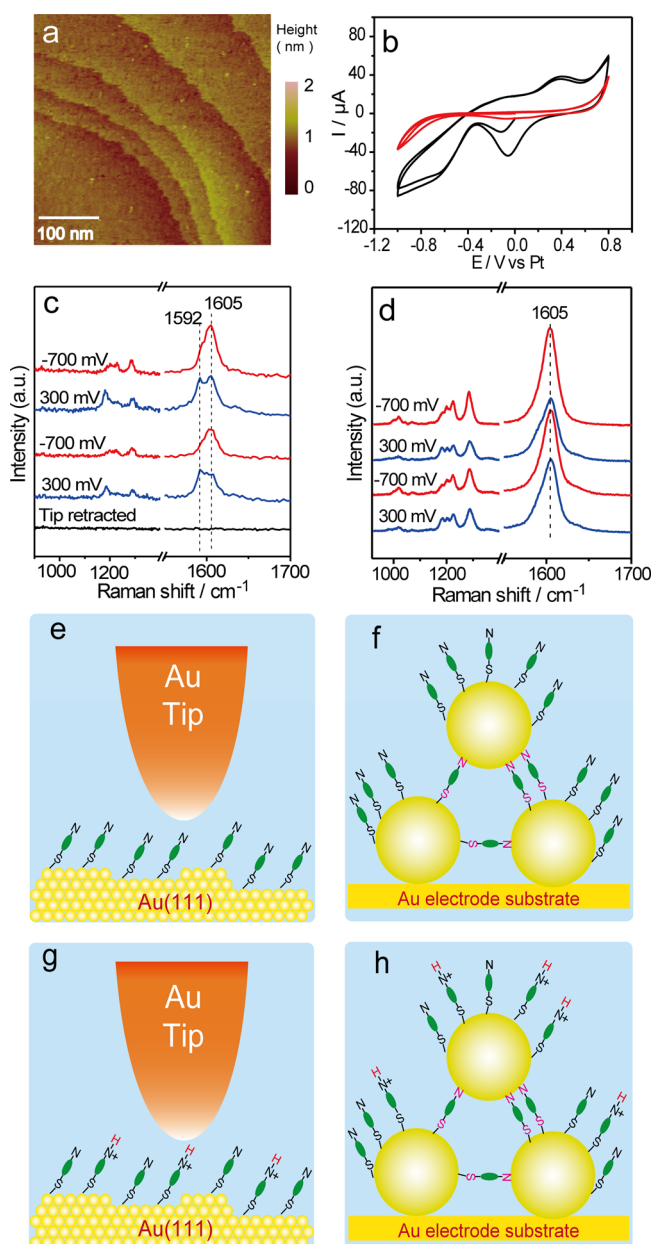 a
Height
( nm )
2
1
0
100 nm
b
I / μA
80
40
0
-40
-80
-120
-1.2 -0.8 -0.4 0.0 0.4 0.8
E / V vs Pt
c
1605
1592
-700 mV
300 mV
-700 mV
300 mV
Tip retracted
Intensity (a.u.)
1000 1200 1600 1700
Raman shift / cm-1
d
1605
-700 mV
300 mV
-700 mV
300 mV
Intensity (a.u.)
1000 1200 1600 1700
Raman shift / cm-1
e
Au
Tip
N N N N N N
S S S S S S
Au(111)
f
N N N N N
S S S S S
N N N
S S S
N N N
S S S
S N
Au electrode substrate
g
Au
Tip
H H H
N N+ N N+ N+ N
S S S S S S
Au(111)
h
H N H
N N+ N+ H
S S S S N+
H N+ N N
N S S
S N
Au electrode substrate